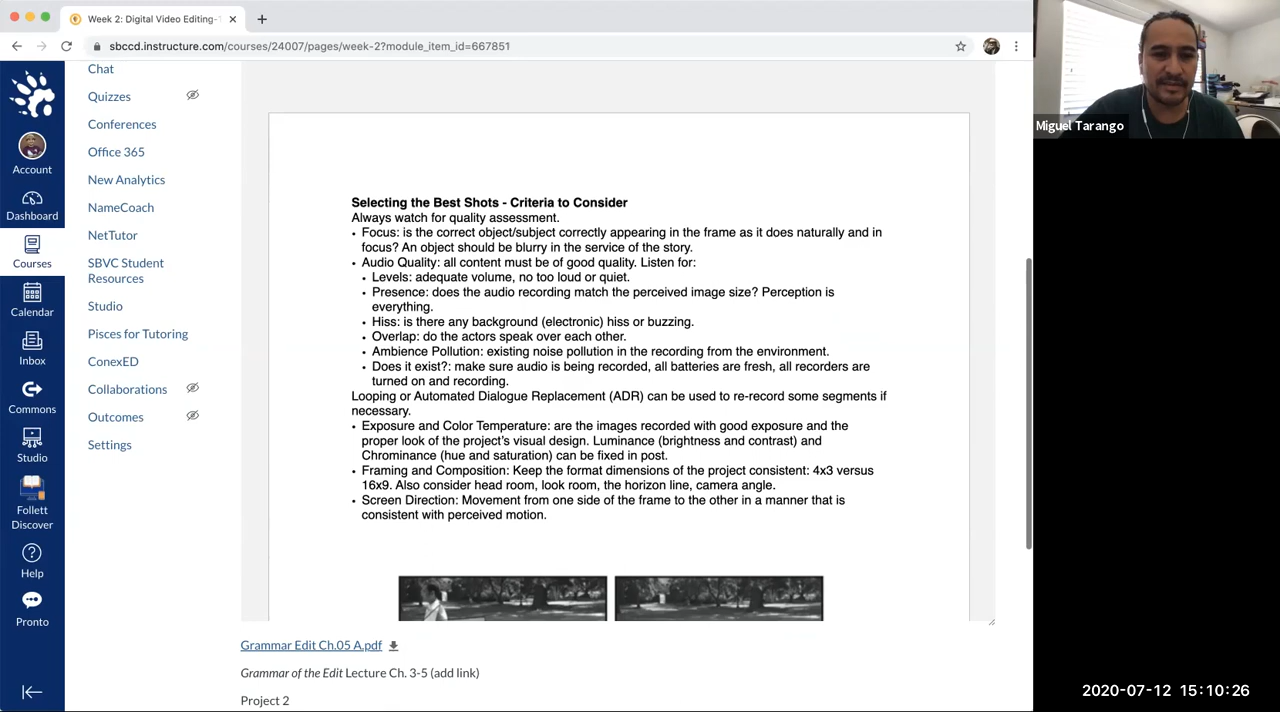 Week 2: Digital Video Editing-
sbccd.instructure.com/courses/24007/pages/week-2?module_item_id=667851
Miguel Tarango
Account
Dashboard
Courses
Calendar
Inbox
Commons
Studio
Follett
Discover
Help
Pronto
Chat
Quizzes
Conferences
Office 365
New Analytics
NameCoach
NetTutor
SBVC Student
Resources
Studio
Pisces for Tutoring
ConexED
Collaborations
Outcomes
Settings
Selecting the Best Shots - Criteria to Consider
Always watch for quality assessment.
• Focus: is the correct object/subject correctly appearing in the frame as it does naturally and in
focus? An object should be blurry in the service of the story.
• Audio Quality: all content must be of good quality. Listen for:
• Levels: adequate volume, no too loud or quiet.
• Presence: does the audio recording match the perceived image size? Perception is
everything.
• Hiss: is there any background (electronic) hiss or buzzing.
• Overlap: do the actors speak over each other.
• Ambience Pollution: existing noise pollution in the recording from the environment.
• Does it exist?: make sure audio is being recorded, all batteries are fresh, all recorders are
turned on and recording.
Looping or Automated Dialogue Replacement (ADR) can be used to re-record some segments if
necessary.
• Exposure and Color Temperature: are the images recorded with good exposure and the
proper look of the project's visual design. Luminance (brightness and contrast) and
Chrominance (hue and saturation) can be fixed in post.
• Framing and Composition: Keep the format dimensions of the project consistent: 4x3 versus
16x9. Also consider head room, look room, the horizon line, camera angle.
• Screen Direction: Movement from one side of the frame to the other in a manner that is
consistent with perceived motion.
Grammar Edit Ch.05 A.pdf
Grammar of the Edit Lecture Ch. 3-5 (add link)
Project 2
2020-07-12 15:10:26